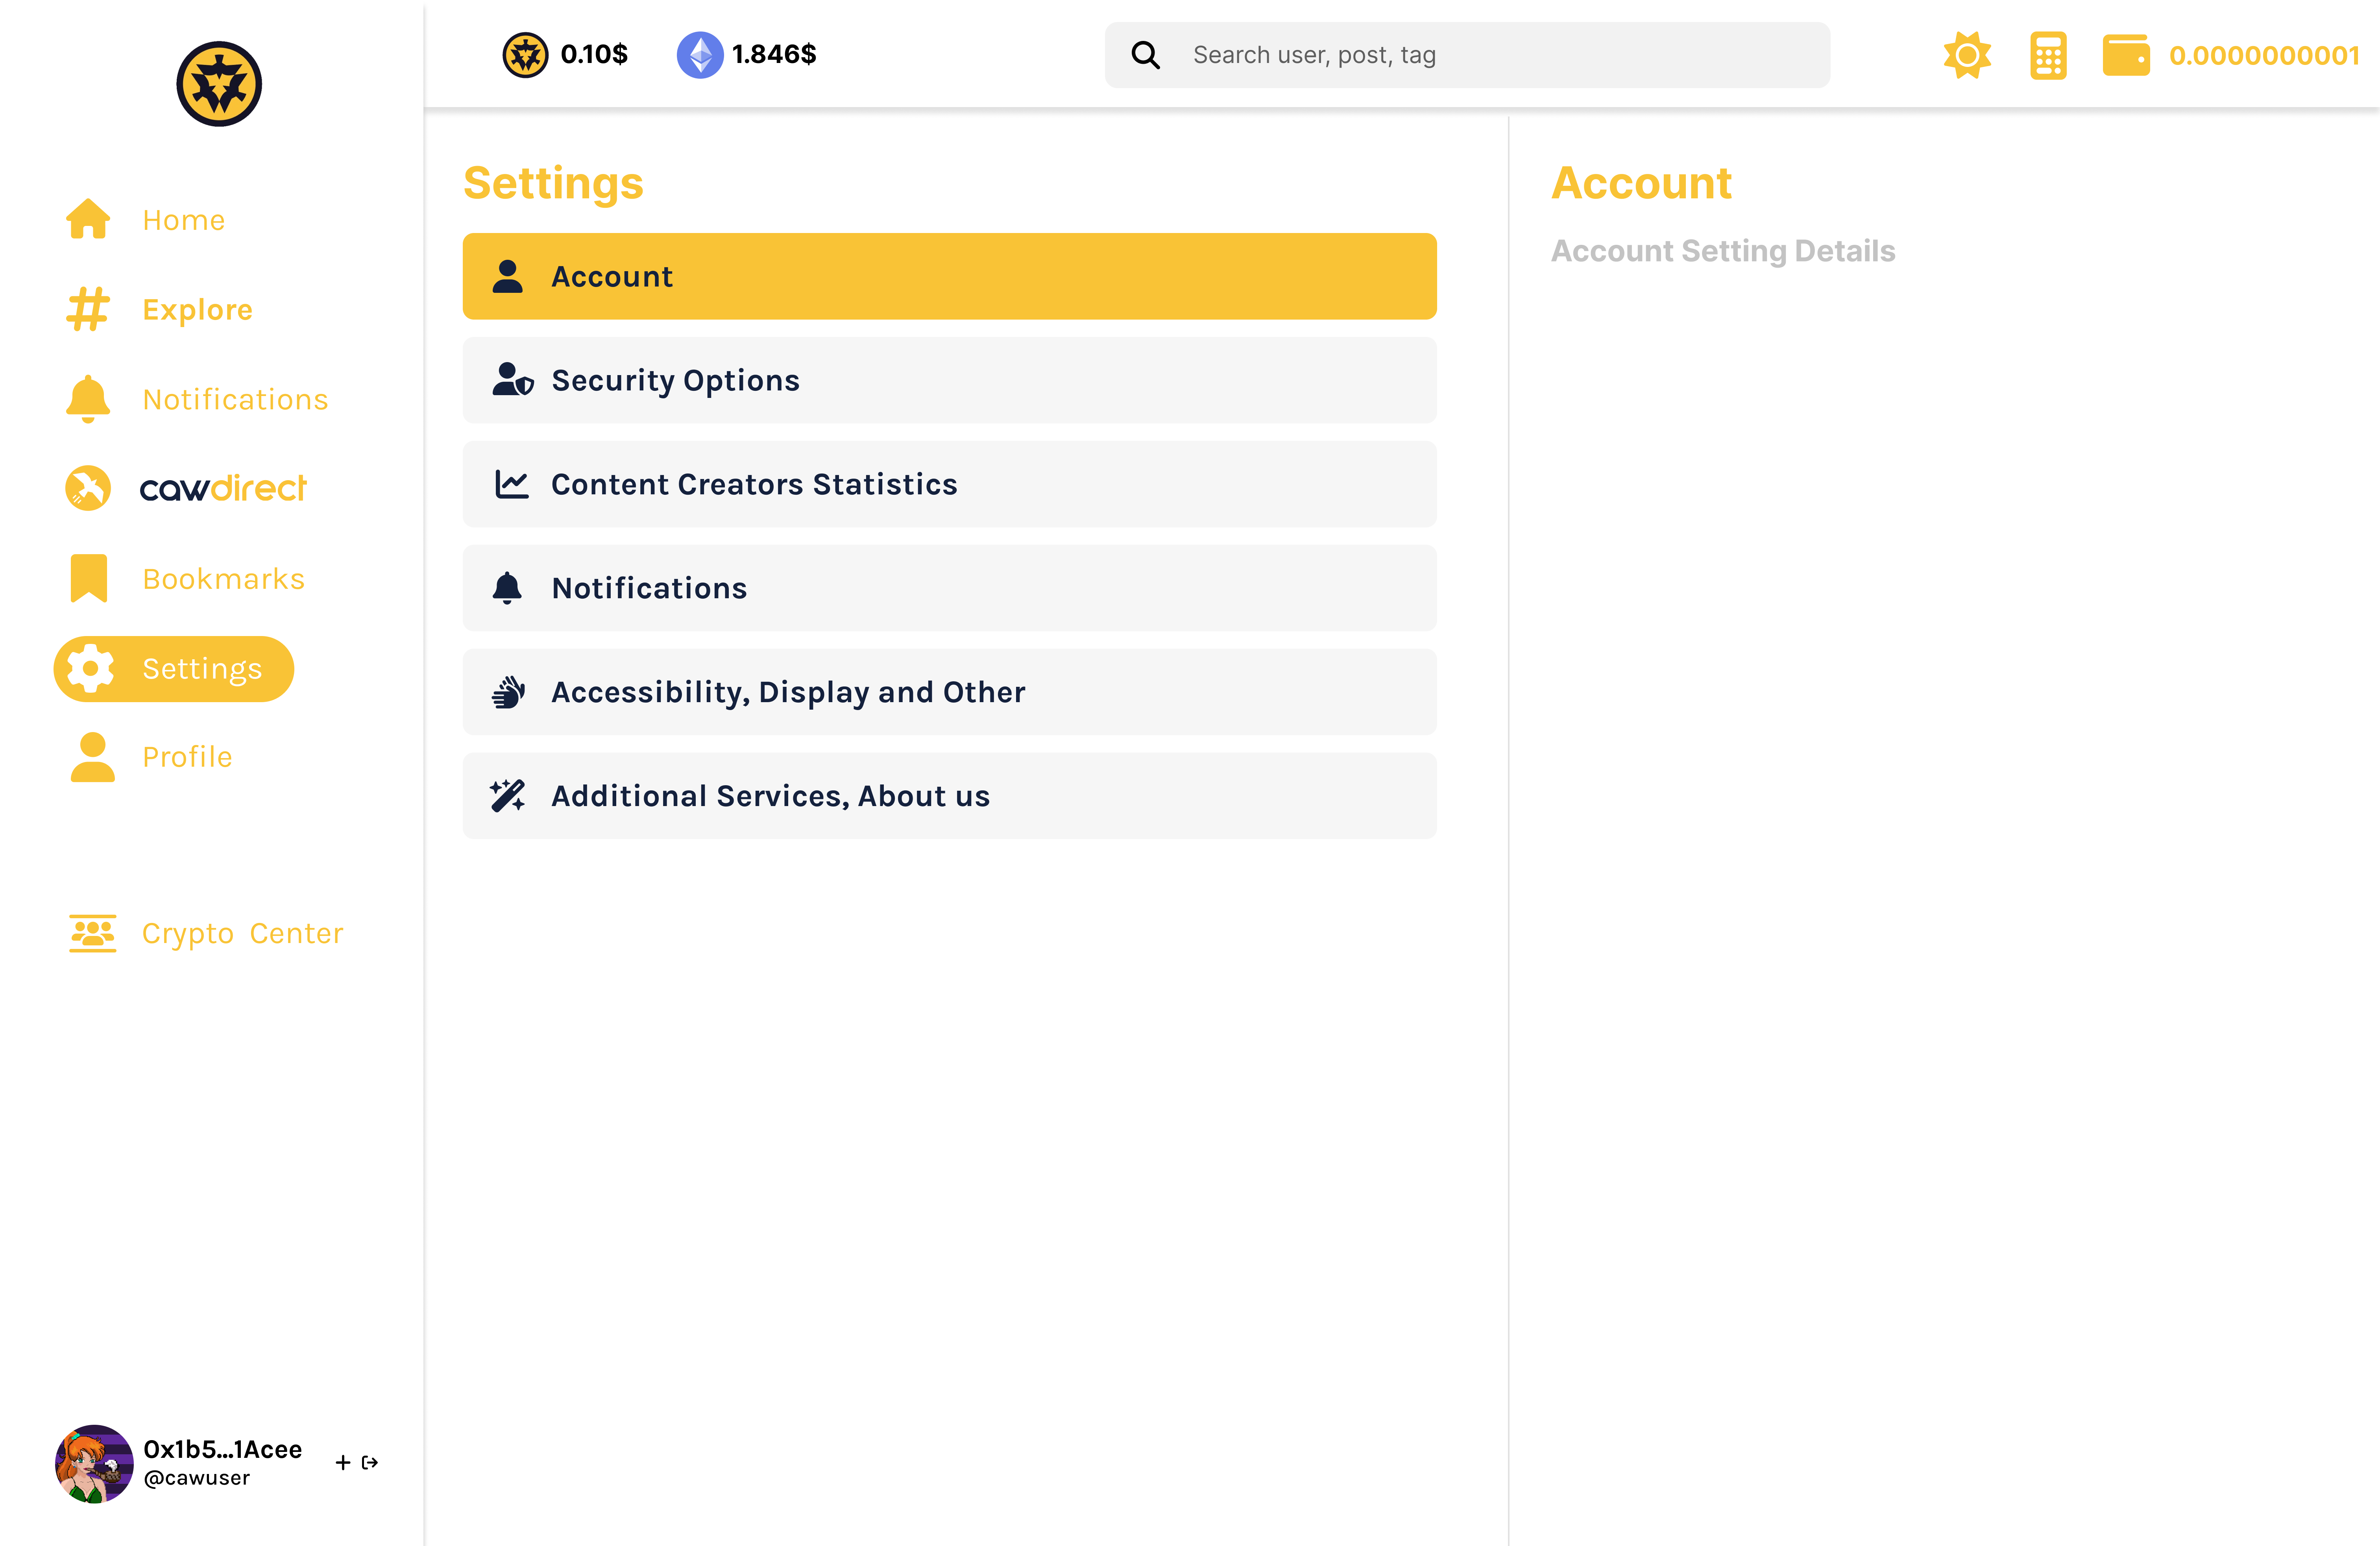 0.10$
1.846$
Search user, post, tag
0.0000000001
Home
Explore
Notifications
cawdirect
Bookmarks
Settings
Profile
Crypto Center
0x1b5...1Acee
@cawuser
Settings
Account
Security Options
Content Creators Statistics
Notifications
Accessibility, Display and Other
Additional Services, About us
Account
Account Setting Details